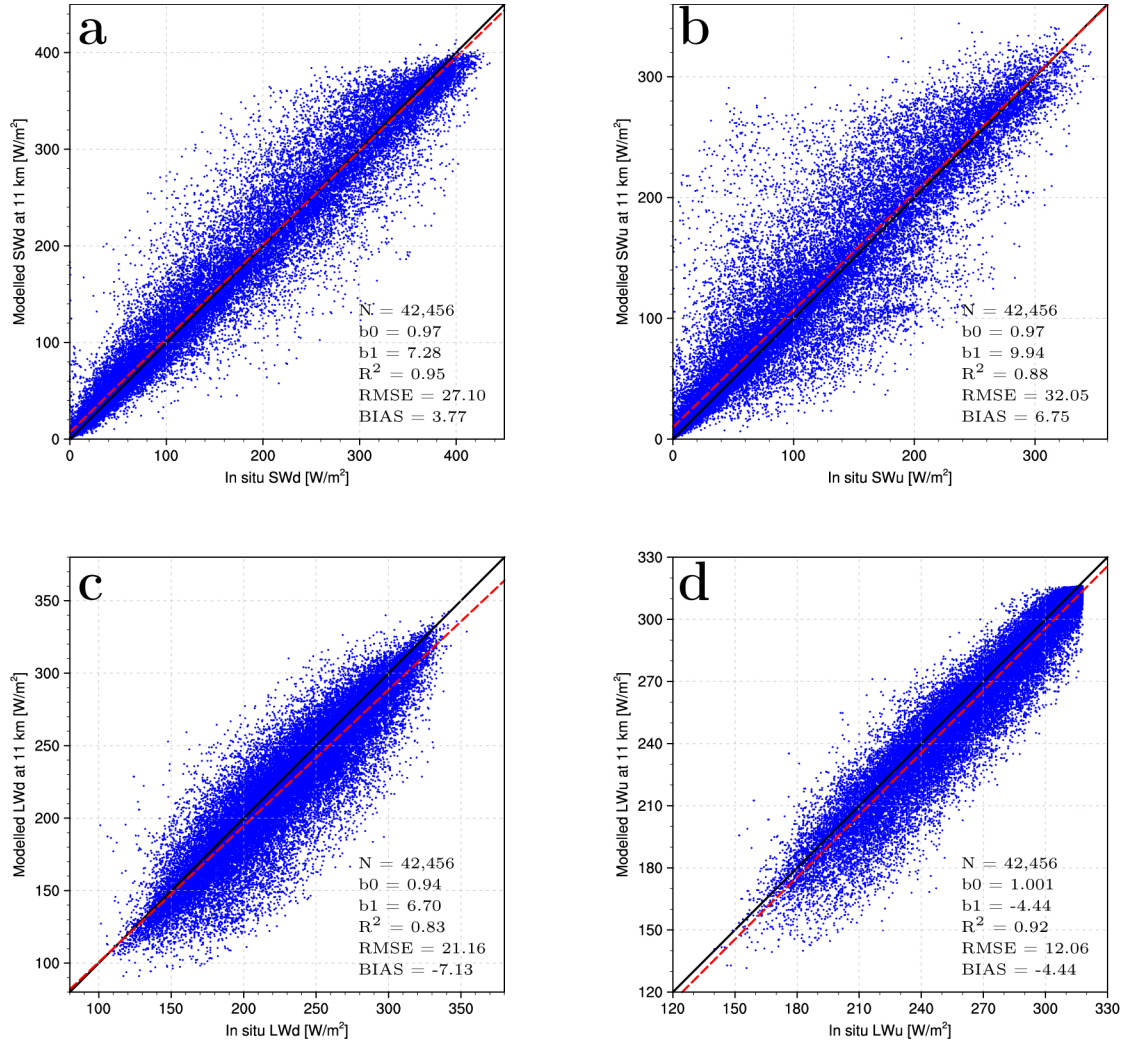 a
400
300
200
100
0
Modelled SWd at 11 km [W/m²]
N = 42,456
b0 = 0.97
b1 = 7.28
R² = 0.95
RMSE = 27.10
BIAS = 3.77
0 100 200 300 400
In situ SWd [W/m²]
b
300
200
100
0
Modelled SWu at 11 km [W/m²]
N = 42,456
b0 = 0.97
b1 = 9.94
R² = 0.88
RMSE = 32.05
BIAS = 6.75
0 100 200 300
In situ SWu [W/m²]
c
350
300
250
200
150
100
Modelled LWd at 11 km [W/m²]
N = 42,456
b0 = 0.94
b1 = 6.70
R² = 0.83
RMSE = 21.16
BIAS = -7.13
100 150 200 250 300 350
In situ LWd [W/m²]
d
330
300
270
240
210
180
150
120
Modelled LWu at 11 km [W/m²]
N = 42,456
b0 = 1.001
b1 = -4.44
R² = 0.92
RMSE = 12.06
BIAS = -4.44
120 150 180 210 240 270 300 330
In situ LWu [W/m²]